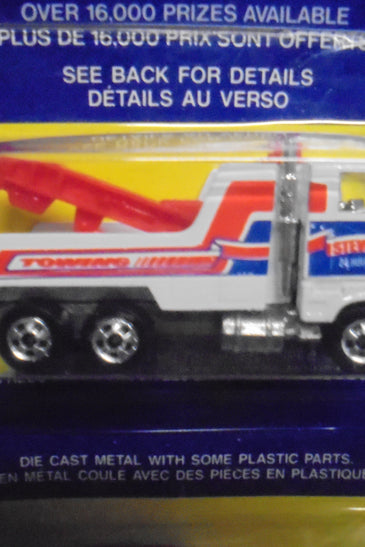 OVER 16,000 PRIZES AVAILABLE
PLUS DE 16,000 PRIX SONT OFFERTS
SEE BACK FOR DETAILS
DÉTAILS AU VERSO
TOWING
DIE CAST METAL WITH SOME PLASTIC PARTS.
EN METAL COULE AVEC DES PIECES EN PLASTIQUE